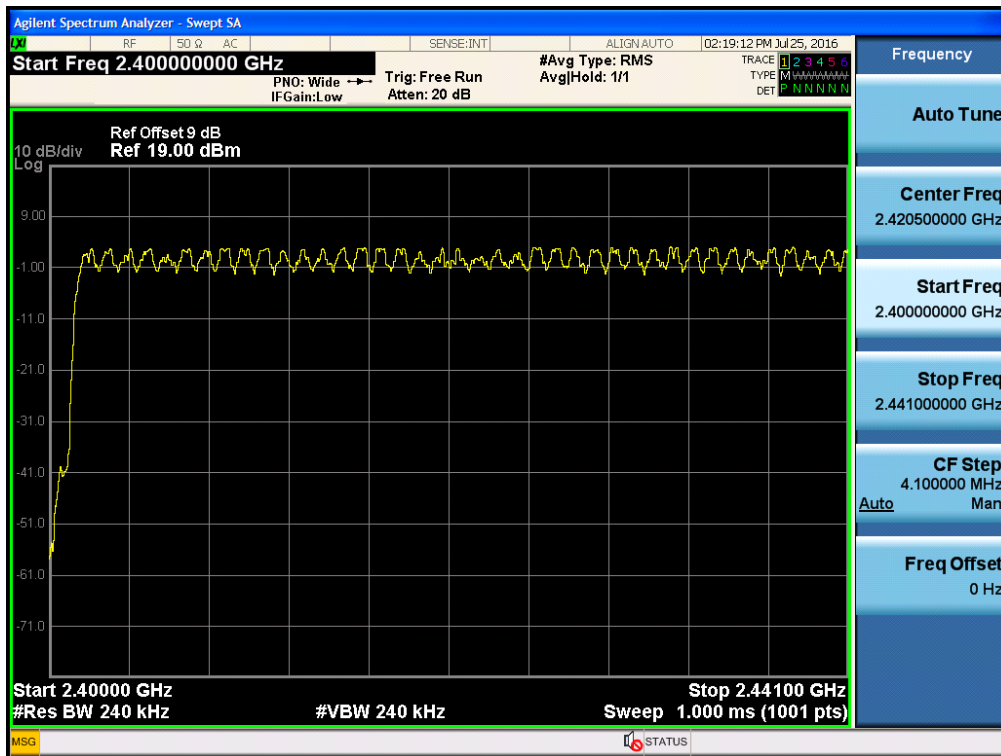 Agilent Spectrum Analyzer - Swept SA
LXI RF 50 Ω AC SENSE:INT ALIGN AUTO 02:19:12 PM Jul 25, 2016
Start Freq 2.400000000 GHz
PNO: Wide
IFGain:Low
Trig: Free Run
Atten: 20 dB
#Avg Type: RMS
Avg|Hold: 1/1
TRACE 1 2 3 4 5 6
TYPE M
DET P N N N N N
Ref Offset 9 dB
10 dB/div Ref 19.00 dBm
Log
9.00
-1.00
-11.0
-21.0
-31.0
-41.0
-51.0
-61.0
-71.0
Start 2.40000 GHz Stop 2.44100 GHz
#Res BW 240 kHz #VBW 240 kHz Sweep 1.000 ms (1001 pts)
MSG STATUS
Frequency
Auto Tune
Center Freq
2.420500000 GHz
Start Freq
2.400000000 GHz
Stop Freq
2.441000000 GHz
CF Step
4.100000 MHz
Auto Man
Freq Offset
0 Hz